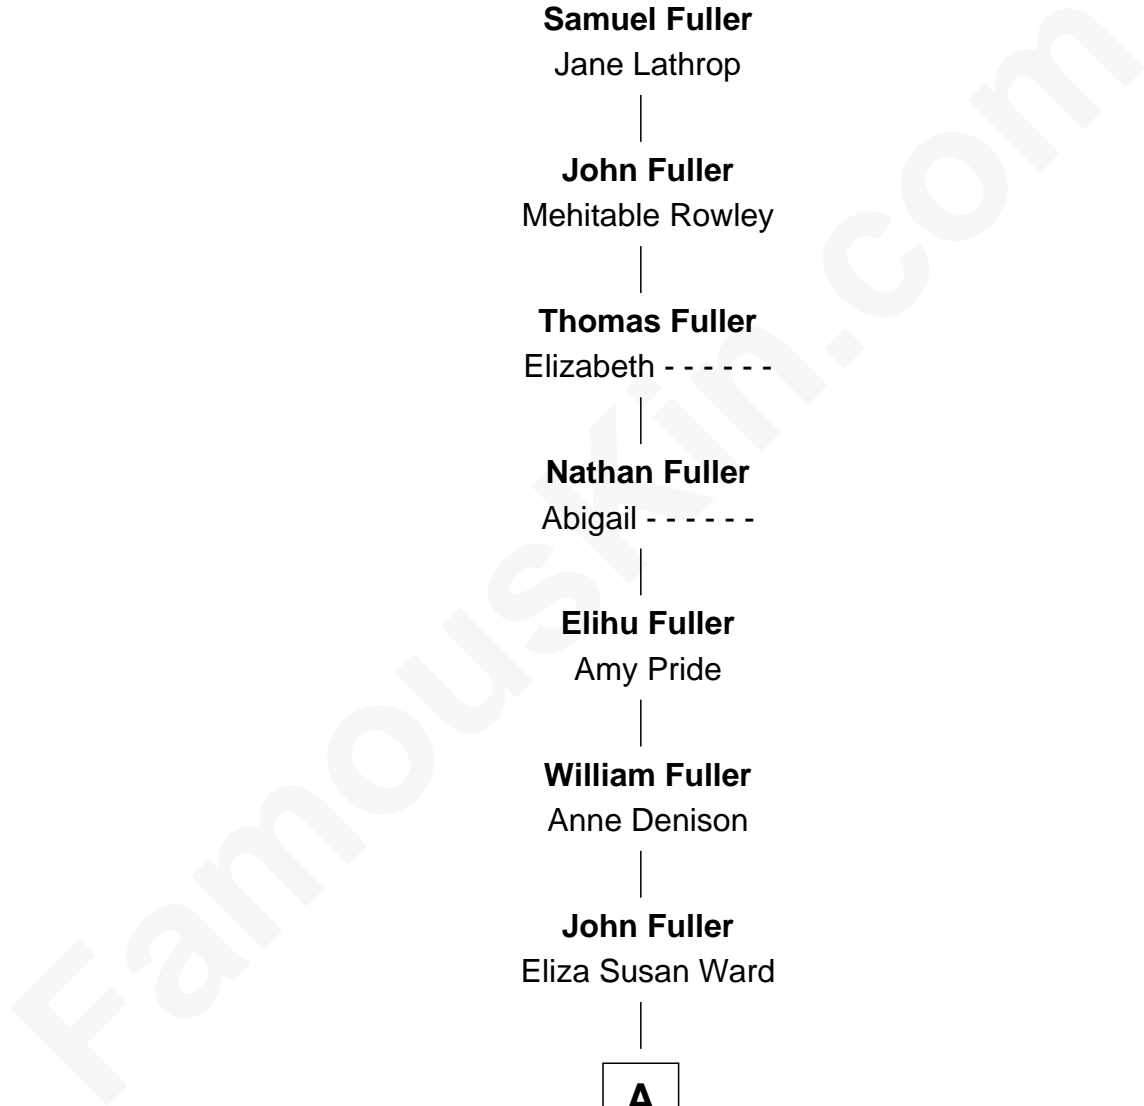 Samuel Fuller
Jane Lathrop
John Fuller
Mehitable Rowley
Thomas Fuller
Elizabeth - - - - - -
Nathan Fuller
Abigail - - - - - -
Elihu Fuller
Amy Pride
William Fuller
Anne Denison
John Fuller
Eliza Susan Ward
A
FamousKin.com